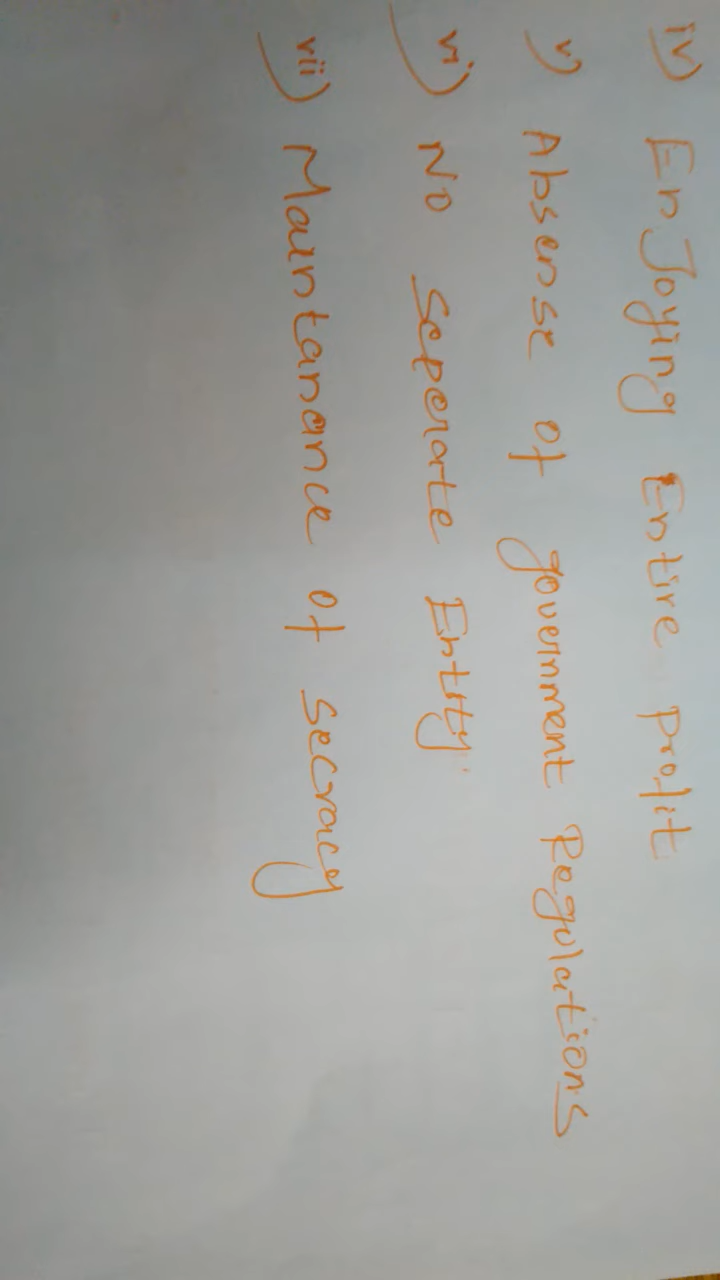 iv) EnJoying Entire profit
v) Absense of government Regulations
vi) No Seperate Entity.
vii) Maintanance of secracy